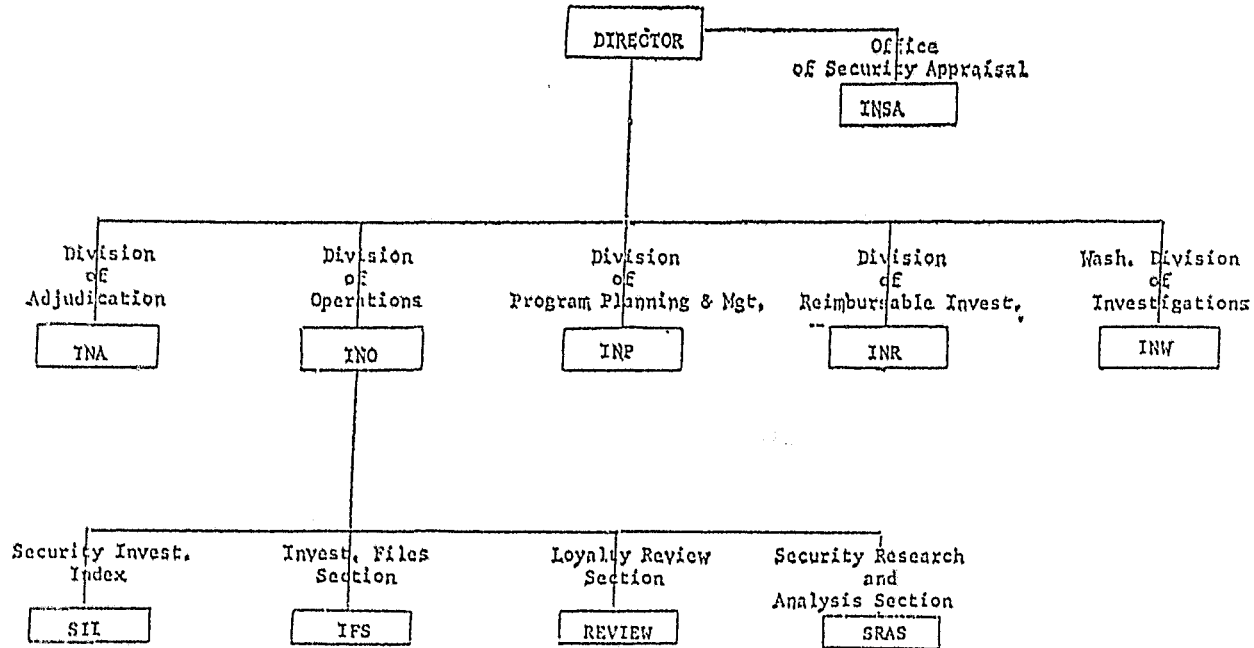 DIRECTOR
Office
of Security Appraisal
INSA
Division
of
Adjudication
INA
Division
of
Operations
INO
Division
of
Program Planning & Mgt.
INP
Division
of
Reimbursable Invest.
INR
Wash. Division
of
Investigations
INW
Security Invest.
Index
SII
Invest. Files
Section
IFS
Loyalty Review
Section
REVIEW
Security Research
and
Analysis Section
SRAS